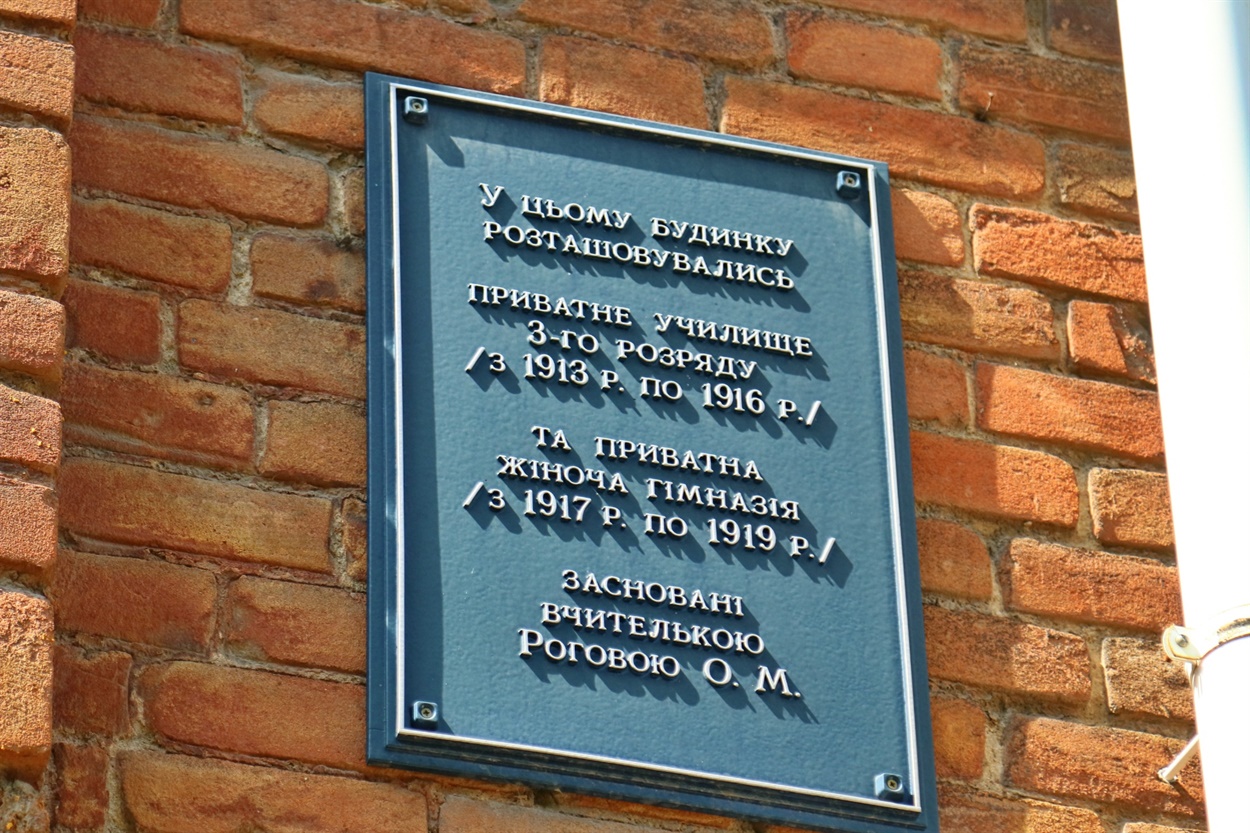 У ЦЬОМУ БУДИНКУ
РОЗТАШОВУВАЛИСЬ
ПРИВАТНЕ УЧИЛИЩЕ
3-ГО РОЗРЯДУ
/З 1913 Р. ПО 1916 Р./
ТА ПРИВАТНА
ЖІНОЧА ГІМНАЗІЯ
/З 1917 Р. ПО 1919 Р./
ЗАСНОВАНІ
ВЧИТЕЛЬКОЮ
РОГОВОЮ О. М.